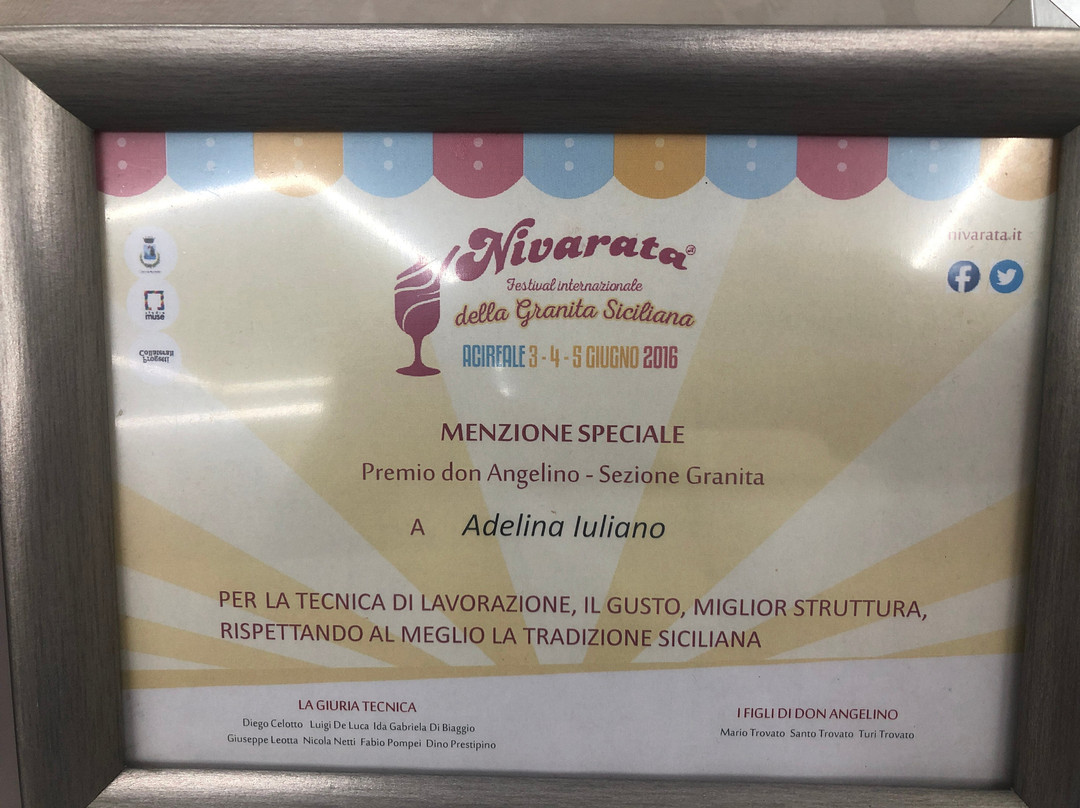 Nivarata
Festival internazionale
della Granita Siciliana
ACIREALE 3 - 4 - 5 GIUGNO 2016
nivarata.it
muse
Collaterali
Progetti
MENZIONE SPECIALE
Premio don Angelino - Sezione Granita
A Adelina Iuliano
PER LA TECNICA DI LAVORAZIONE, IL GUSTO, MIGLIOR STRUTTURA,
RISPETTANDO AL MEGLIO LA TRADIZIONE SICILIANA
LA GIURIA TECNICA
Diego Celotto Luigi De Luca Ida Gabriela Di Biaggio
Giuseppe Leotta Nicola Netti Fabio Pompei Dino Prestipino
I FIGLI DI DON ANGELINO
Mario Trovato Santo Trovato Turi Trovato